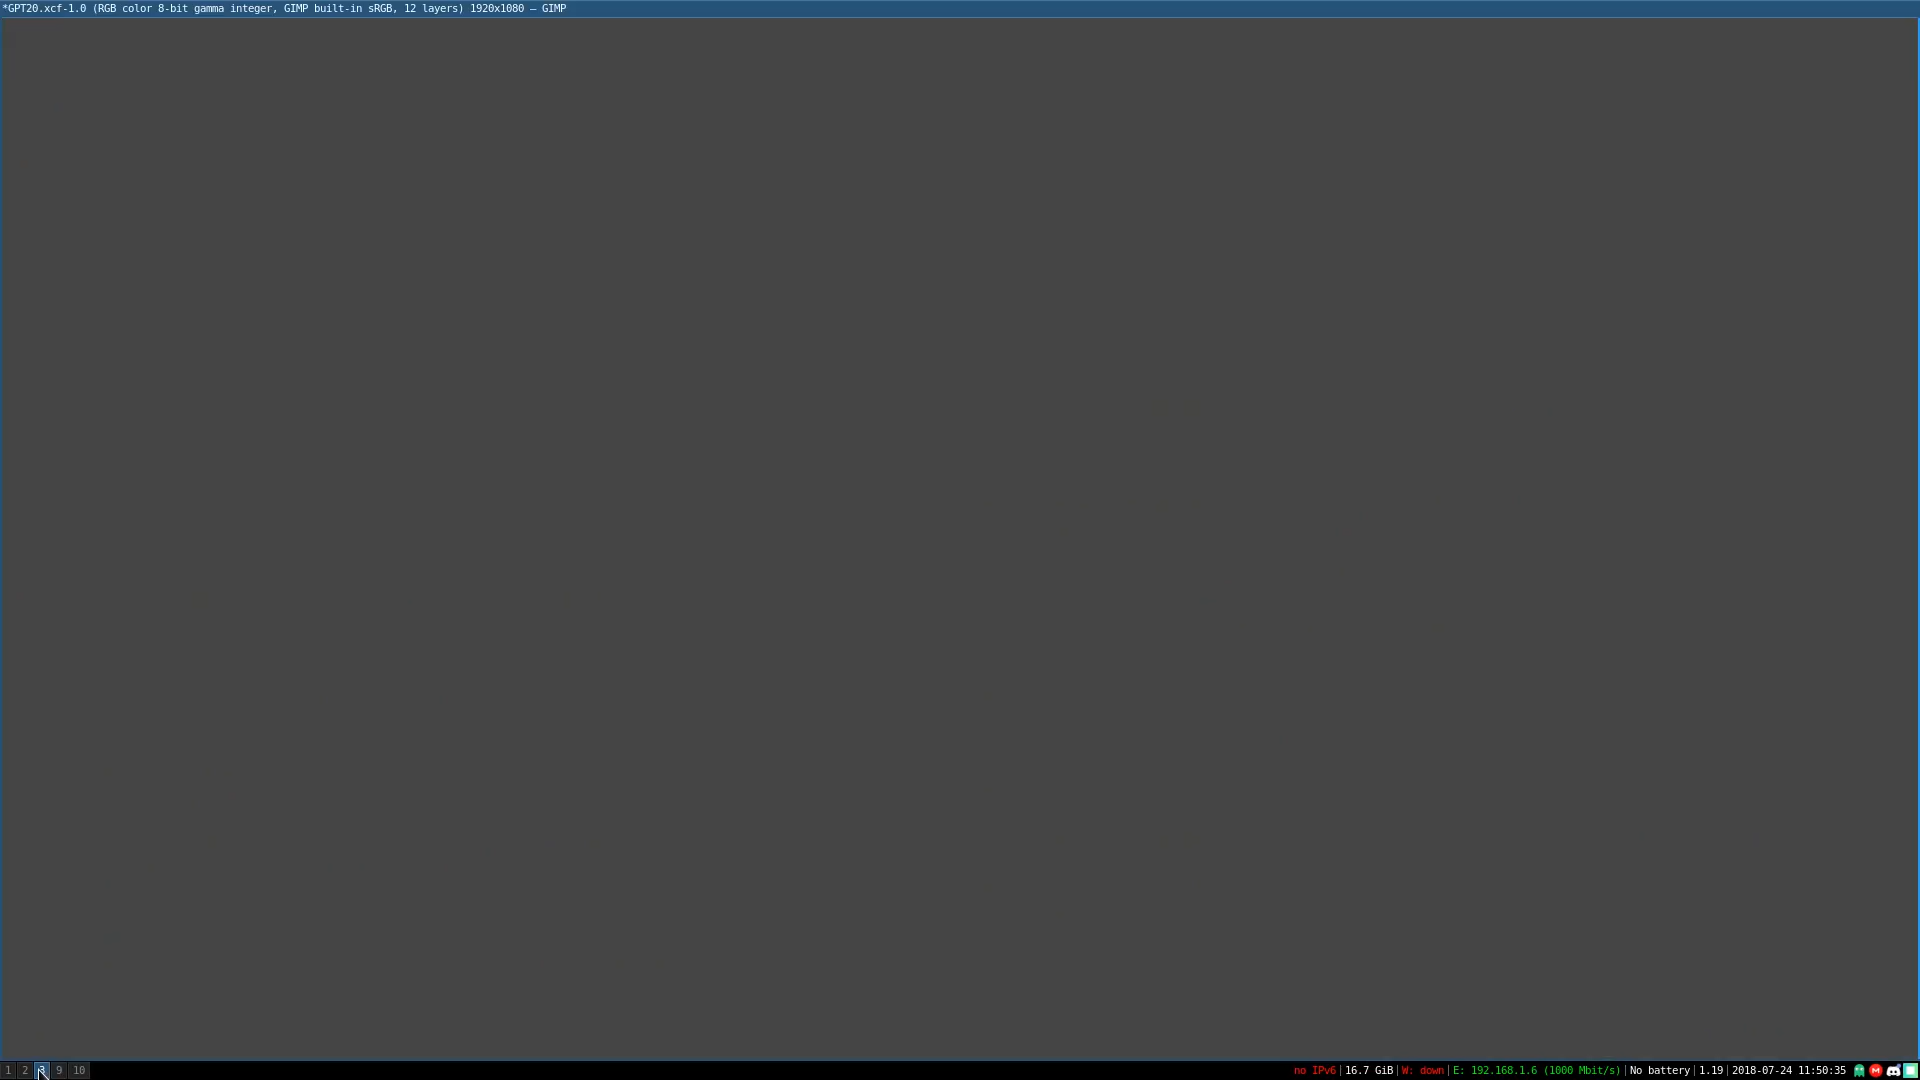 *GPT20.xcf-1.0 (RGB color 8-bit gamma integer, GIMP built-in sRGB, 12 layers) 1920x1080 – GIMP
1 2 3 9 10 no IPv6|16.7 GiB|W: down|E: 192.168.1.6 (1000 Mbit/s)|No battery|1.19|2018-07-24 11:50:35